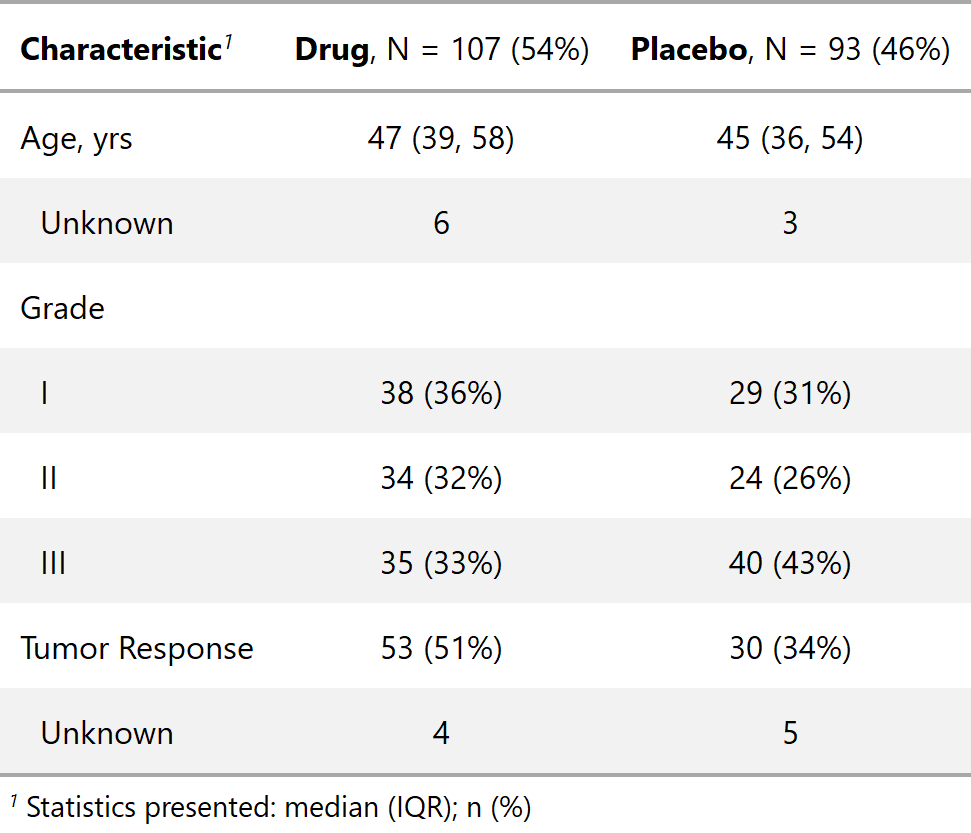 Characteristic1 Drug, N = 107 (54%) Placebo, N = 93 (46%)
Age, yrs 47 (39, 58) 45 (36, 54)
Unknown 6 3
Grade
I 38 (36%) 29 (31%)
II 34 (32%) 24 (26%)
III 35 (33%) 40 (43%)
Tumor Response 53 (51%) 30 (34%)
Unknown 4 5
1 Statistics presented: median (IQR); n (%)